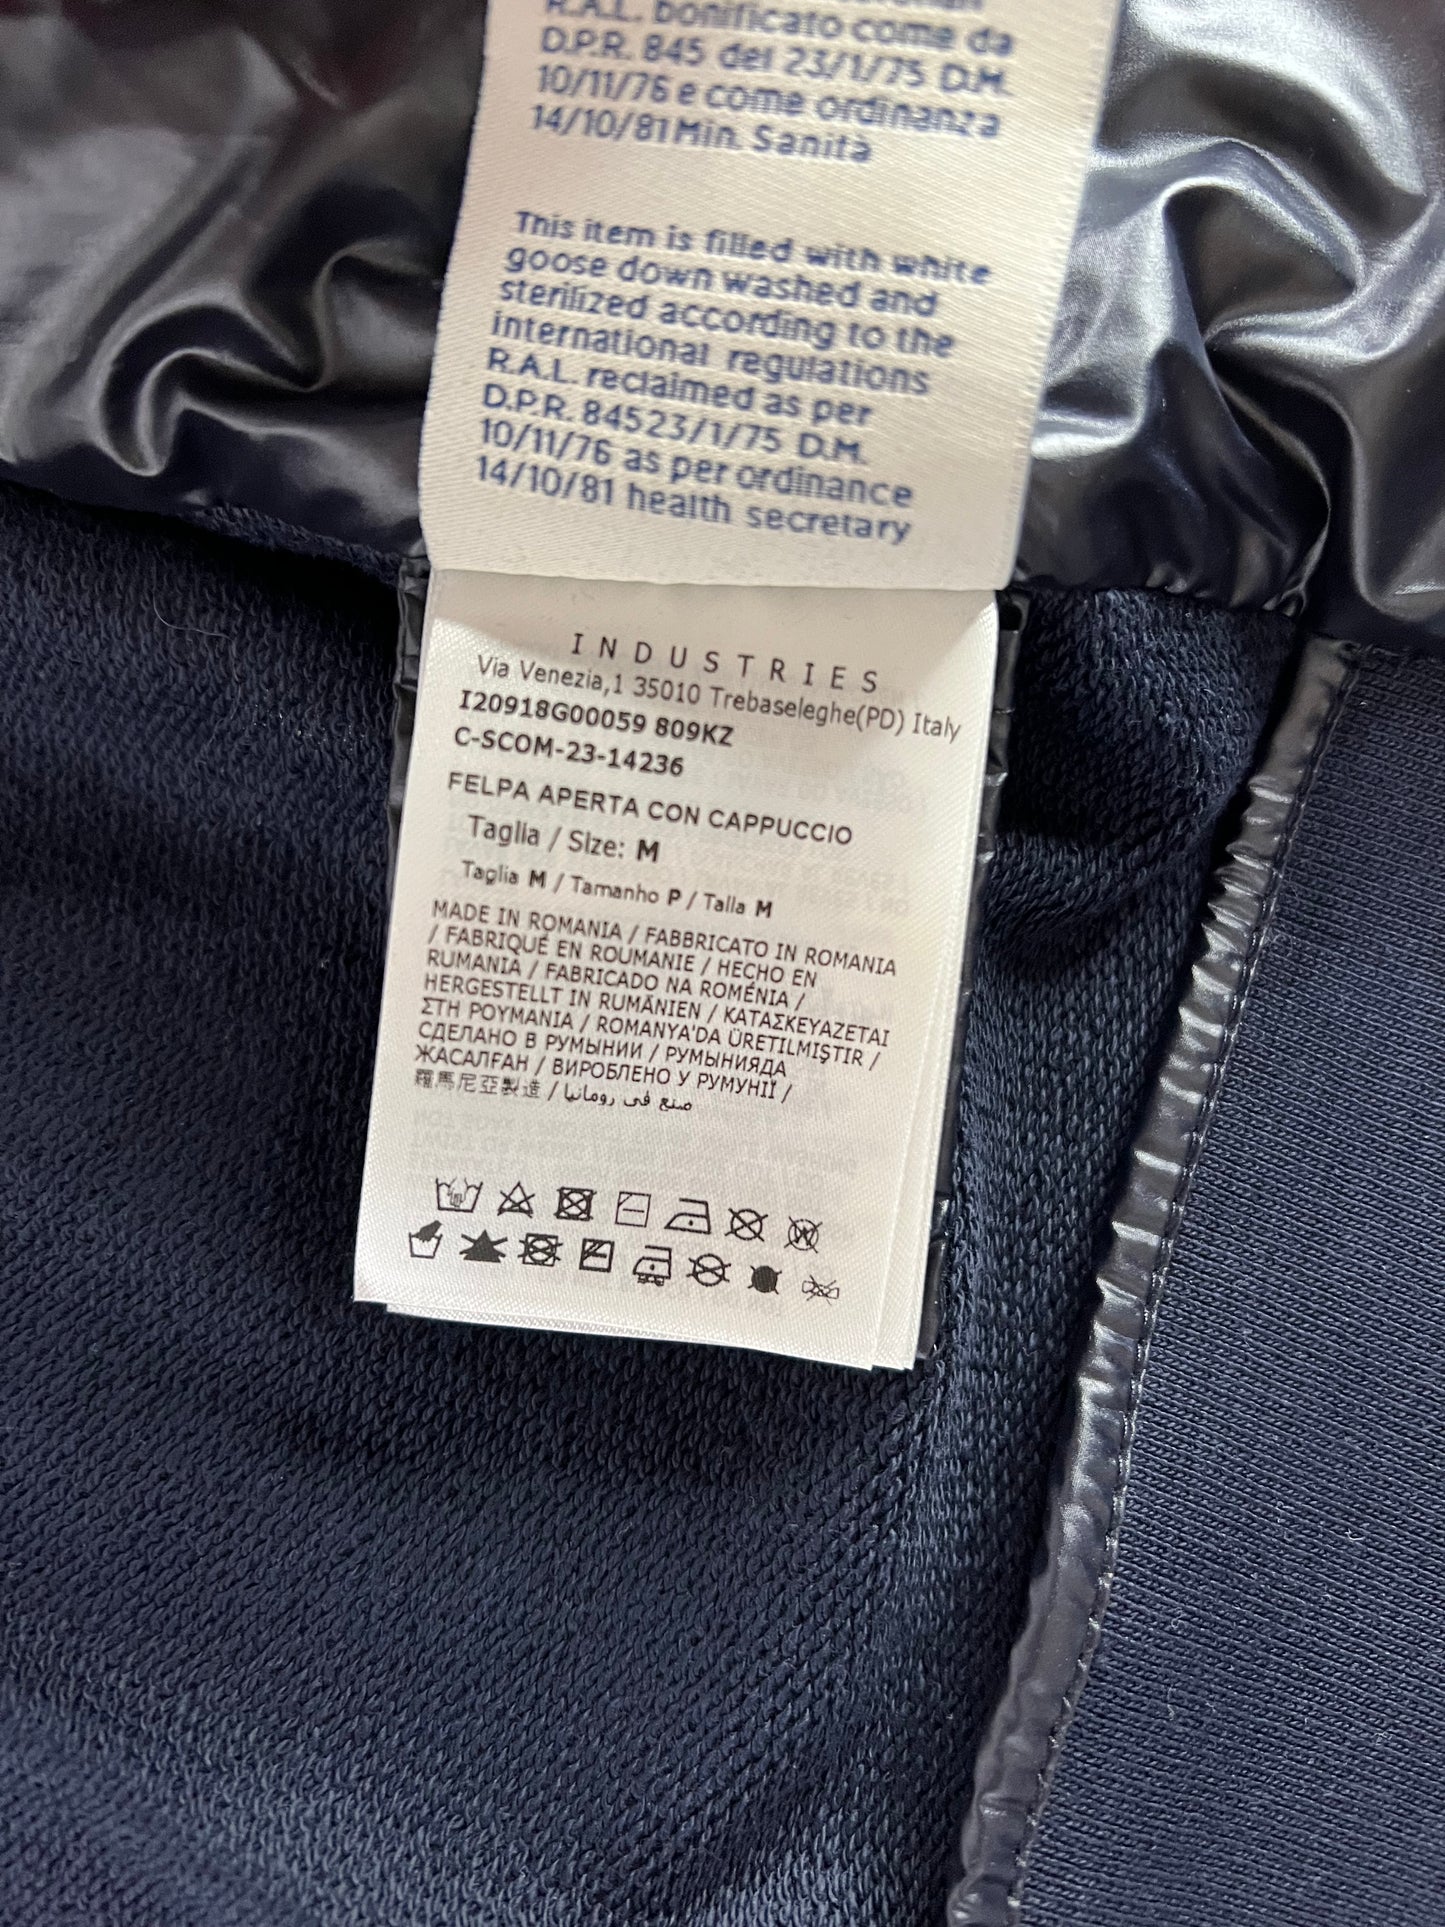 R.A.L. bonificato come da
D.P.R. 845 del 23/1/75 D.M.
10/11/76 e come ordinanza
14/10/81 Min. Sanità
This item is filled with white
goose down washed and
sterilized according to the
international regulations
R.A.L. reclaimed as per
D.P.R. 84523/1/75 D.M.
10/11/76 as per ordinance
14/10/81 health secretary
INDUSTRIES
Via Venezia,1 35010 Trebaseleghe(PD) Italy
I20918G00059 809KZ
C-SCOM-23-14236
FELPA APERTA CON CAPPUCCIO
Taglia / Size: M
Taglia M / Tamanho P / Talla M
MADE IN ROMANIA / FABBRICATO IN ROMANIA
/ FABRIQUÉ EN ROUMANIE / HECHO EN
RUMANIA / FABRICADO NA ROMÉNIA /
HERGESTELLT IN RUMÄNIEN / ΚΑΤΑΣΚΕΥΑΖΕΤΑΙ
ΣΤΗ ΡΟΥΜΑΝΙΑ / ROMANYA'DA ÜRETILMIŞTIR /
СДЕЛАНО В РУМЫНИИ / РУМЫНИЯДА
ЖАСАЛҒАН / ВИРОБЛЕНО У РУМУНІЇ /
羅馬尼亞製造 / صنع في رومانيا